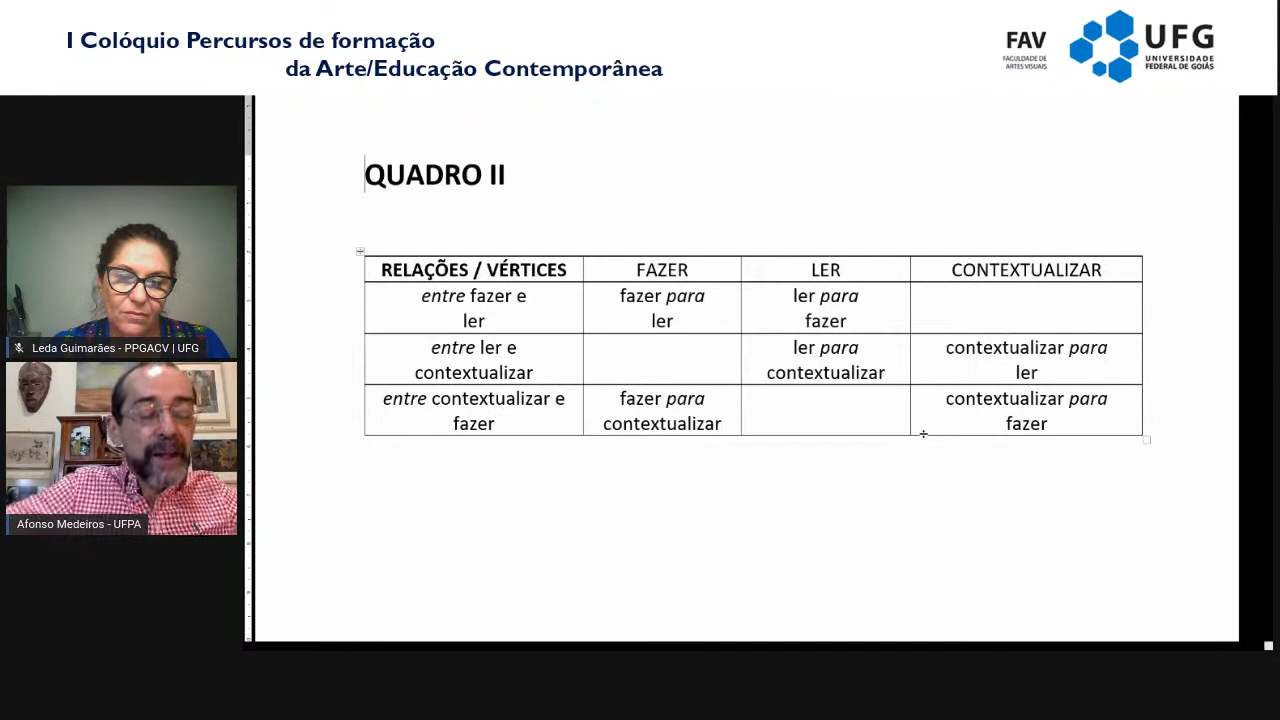 I Colóquio Percursos de formação
da Arte/Educação Contemporânea
FAV
FACULDADE DE
ARTES VISUAIS
UFG
UNIVERSIDADE
FEDERAL DE GOIÁS
QUADRO II
RELAÇÕES / VÉRTICES FAZER LER CONTEXTUALIZAR
entre fazer e fazer para ler para
ler ler fazer
entre ler e ler para contextualizar para
contextualizar contextualizar ler
entre contextualizar e fazer para contextualizar para
fazer contextualizar fazer
Leda Guimarães - PPGACV | UFG
Afonso Medeiros - UFPA